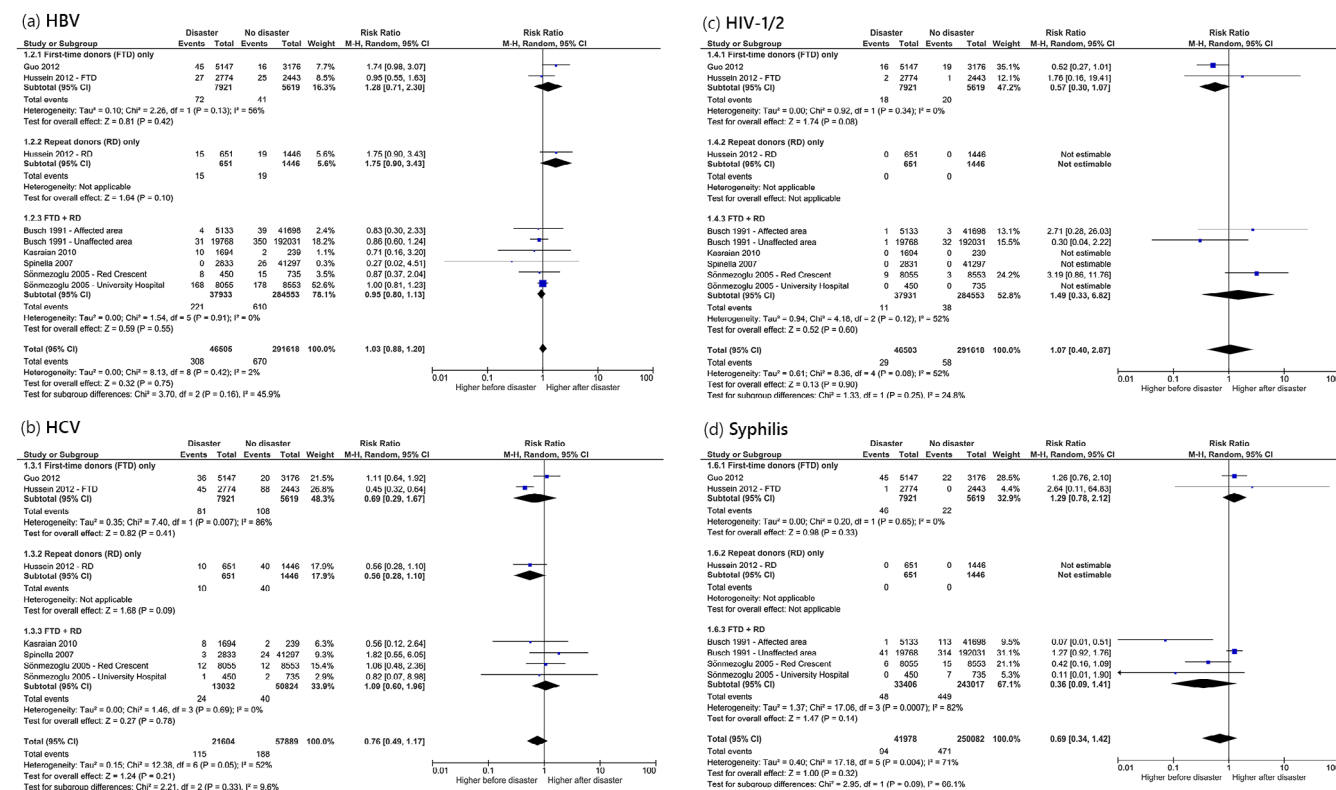 (a) HBV
Disaster No disaster Risk Ratio Risk Ratio
Study or Subgroup Events Total Events Total Weight M-H, Random, 95% CI M-H, Random, 95% CI
1.2.1 First-time donors (FTD) only
Guo 2012 45 5147 16 3176 7.7% 1.74 [0.98, 3.07]
Hussein 2012 - FTD 27 2774 25 2443 8.5% 0.95 [0.55, 1.63]
Subtotal (95% CI) 7921 5619 16.3% 1.28 [0.71, 2.30]
Total events 72 41
Heterogeneity: Tau² = 0.10; Chi² = 2.26, df = 1 (P = 0.13); I² = 56%
Test for overall effect: Z = 0.81 (P = 0.42)
1.2.2 Repeat donors (RD) only
Hussein 2012 - RD 15 651 19 1446 5.6% 1.75 [0.90, 3.43]
Subtotal (95% CI) 651 1446 5.6% 1.75 [0.90, 3.43]
Total events 15 19
Heterogeneity: Not applicable
Test for overall effect: Z = 1.64 (P = 0.10)
1.2.3 FTD + RD
Busch 1991 - Affected area 4 5133 39 41698 2.4% 0.83 [0.30, 2.33]
Busch 1991 - Unaffected area 31 19768 350 192031 18.2% 0.86 [0.60, 1.24]
Kasraian 2010 10 1694 2 239 1.1% 0.71 [0.16, 3.20]
Spinella 2007 0 2833 26 41297 0.3% 0.27 [0.02, 4.51]
Sönmezoglu 2005 - Red Crescent 8 450 15 735 3.5% 0.87 [0.37, 2.04]
Sönmezoglu 2005 - University Hospital 168 8055 178 8553 52.6% 1.00 [0.81, 1.23]
Subtotal (95% CI) 37933 284553 78.1% 0.95 [0.80, 1.13]
Total events 221 610
Heterogeneity: Tau² = 0.00; Chi² = 1.54, df = 5 (P = 0.91); I² = 0%
Test for overall effect: Z = 0.59 (P = 0.55)
Total (95% CI) 46505 291618 100.0% 1.03 [0.88, 1.20]
Total events 308 670
Heterogeneity: Tau² = 0.00; Chi² = 8.13, df = 8 (P = 0.42); I² = 2%
Test for overall effect: Z = 0.32 (P = 0.75)
Test for subgroup differences: Chi² = 3.70, df = 2 (P = 0.16), I² = 45.9%
0.01 0.1 1 10 100
Higher before disaster Higher after disaster
(b) HCV
Disaster No disaster Risk Ratio Risk Ratio
Study or Subgroup Events Total Events Total Weight M-H, Random, 95% CI M-H, Random, 95% CI
1.3.1 First-time donors (FTD) only
Guo 2012 36 5147 20 3176 21.5% 1.11 [0.64, 1.92]
Hussein 2012 - FTD 45 2774 88 2443 26.8% 0.45 [0.32, 0.64]
Subtotal (95% CI) 7921 5619 48.3% 0.69 [0.29, 1.67]
Total events 81 108
Heterogeneity: Tau² = 0.35; Chi² = 7.40, df = 1 (P = 0.007); I² = 86%
Test for overall effect: Z = 0.82 (P = 0.41)
1.3.2 Repeat donors (RD) only
Hussein 2012 - RD 10 651 40 1446 17.9% 0.56 [0.28, 1.10]
Subtotal (95% CI) 651 1446 17.9% 0.56 [0.28, 1.10]
Total events 10 40
Heterogeneity: Not applicable
Test for overall effect: Z = 1.68 (P = 0.09)
1.3.3 FTD + RD
Kasraian 2010 8 1694 2 239 6.3% 0.56 [0.12, 2.64]
Spinella 2007 3 2833 24 41297 9.3% 1.82 [0.55, 6.05]
Sönmezoglu 2005 - Red Crescent 12 8055 12 8553 15.4% 1.06 [0.48, 2.36]
Sönmezoglu 2005 - University Hospital 1 450 2 735 2.9% 0.82 [0.07, 8.98]
Subtotal (95% CI) 13032 50824 33.9% 1.09 [0.60, 1.96]
Total events 24 40
Heterogeneity: Tau² = 0.00; Chi² = 1.46, df = 3 (P = 0.69); I² = 0%
Test for overall effect: Z = 0.27 (P = 0.78)
Total (95% CI) 21604 57889 100.0% 0.76 [0.49, 1.17]
Total events 115 188
Heterogeneity: Tau² = 0.15; Chi² = 12.38, df = 6 (P = 0.05); I² = 52%
Test for overall effect: Z = 1.24 (P = 0.21)
Test for subgroup differences: Chi² = 2.21, df = 2 (P = 0.33), I² = 9.6%
0.01 0.1 1 10 100
Higher before disaster Higher after disaster
(c) HIV-1/2
Disaster No disaster Risk Ratio Risk Ratio
Study or Subgroup Events Total Events Total Weight M-H, Random, 95% CI M-H, Random, 95% CI
1.4.1 First-time donors (FTD) only
Guo 2012 16 5147 19 3176 35.1% 0.52 [0.27, 1.01]
Hussein 2012 - FTD 2 2774 1 2443 12.1% 1.76 [0.16, 19.41]
Subtotal (95% CI) 7921 5619 47.2% 0.57 [0.30, 1.07]
Total events 18 20
Heterogeneity: Tau² = 0.00; Chi² = 0.92, df = 1 (P = 0.34); I² = 0%
Test for overall effect: Z = 1.74 (P = 0.08)
1.4.2 Repeat donors (RD) only
Hussein 2012 - RD 0 651 0 1446 Not estimable
Subtotal (95% CI) 651 1446 Not estimable
Total events 0 0
Heterogeneity: Not applicable
Test for overall effect: Not applicable
1.4.3 FTD + RD
Busch 1991 - Affected area 1 5133 3 41698 13.1% 2.71 [0.28, 26.03]
Busch 1991 - Unaffected area 1 19768 32 192031 15.5% 0.30 [0.04, 2.22]
Kasraian 2010 0 1694 0 230 Not estimable
Spinella 2007 0 2831 0 41297 Not estimable
Sönmezoglu 2005 - Red Crescent 9 8055 3 8553 24.2% 3.19 [0.86, 11.76]
Sönmezoglu 2005 - University Hospital 0 450 0 735 Not estimable
Subtotal (95% CI) 37931 284553 52.8% 1.49 [0.33, 6.82]
Total events 11 38
Heterogeneity: Tau² = 0.94; Chi² = 4.18, df = 2 (P = 0.12); I² = 52%
Test for overall effect: Z = 0.52 (P = 0.60)
Total (95% CI) 46503 291618 100.0% 1.07 [0.40, 2.87]
Total events 29 58
Heterogeneity: Tau² = 0.61; Chi² = 8.36, df = 4 (P = 0.08); I² = 52%
Test for overall effect: Z = 0.13 (P = 0.90)
Test for subgroup differences: Chi² = 1.33, df = 1 (P = 0.25), I² = 24.8%
0.01 0.1 1 10 100
Higher before disaster Higher after disaster
(d) Syphilis
Disaster No disaster Risk Ratio Risk Ratio
Study or Subgroup Events Total Events Total Weight M-H, Random, 95% CI M-H, Random, 95% CI
1.6.1 First-time donors (FTD) only
Guo 2012 45 5147 22 3176 28.5% 1.26 [0.76, 2.10]
Hussein 2012 - FTD 1 2774 0 2443 4.4% 2.64 [0.11, 64.83]
Subtotal (95% CI) 7921 5619 32.9% 1.29 [0.78, 2.12]
Total events 46 22
Heterogeneity: Tau² = 0.00; Chi² = 0.20, df = 1 (P = 0.65); I² = 0%
Test for overall effect: Z = 0.98 (P = 0.33)
1.6.2 Repeat donors (RD) only
Hussein 2012 - RD 0 651 0 1446 Not estimable
Subtotal (95% CI) 651 1446 Not estimable
Total events 0 0
Heterogeneity: Not applicable
Test for overall effect: Not applicable
1.6.3 FTD + RD
Busch 1991 - Affected area 1 5133 113 41698 9.5% 0.07 [0.01, 0.51]
Busch 1991 - Unaffected area 41 19768 314 192031 31.1% 1.27 [0.92, 1.76]
Sönmezoglu 2005 - Red Crescent 6 8055 15 8553 21.1% 0.42 [0.16, 1.09]
Sönmezoglu 2005 - University Hospital 0 450 7 735 5.3% 0.11 [0.01, 1.90]
Subtotal (95% CI) 33406 243017 67.1% 0.36 [0.09, 1.41]
Total events 48 449
Heterogeneity: Tau² = 1.37; Chi² = 17.06, df = 3 (P = 0.0007); I² = 82%
Test for overall effect: Z = 1.47 (P = 0.14)
Total (95% CI) 41978 250082 100.0% 0.69 [0.34, 1.42]
Total events 94 471
Heterogeneity: Tau² = 0.40; Chi² = 17.18, df = 5 (P = 0.004); I² = 71%
Test for overall effect: Z = 1.00 (P = 0.32)
Test for subgroup differences: Chi² = 2.95, df = 1 (P = 0.09), I² = 66.1%
0.01 0.1 1 10 100
Higher before disaster Higher after disaster